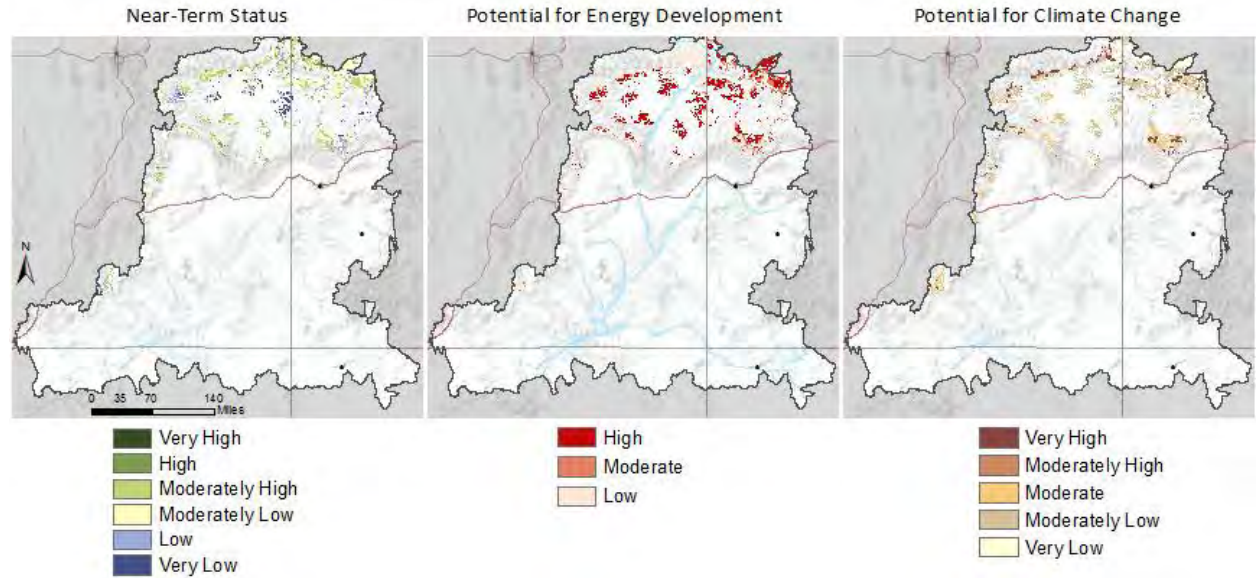 Near-Term Status
Potential for Energy Development
Potential for Climate Change
N
0 35 70 140
Miles
Very High
High
Moderately High
Moderately Low
Low
Very Low
High
Moderate
Low
Very High
Moderately High
Moderate
Moderately Low
Very Low